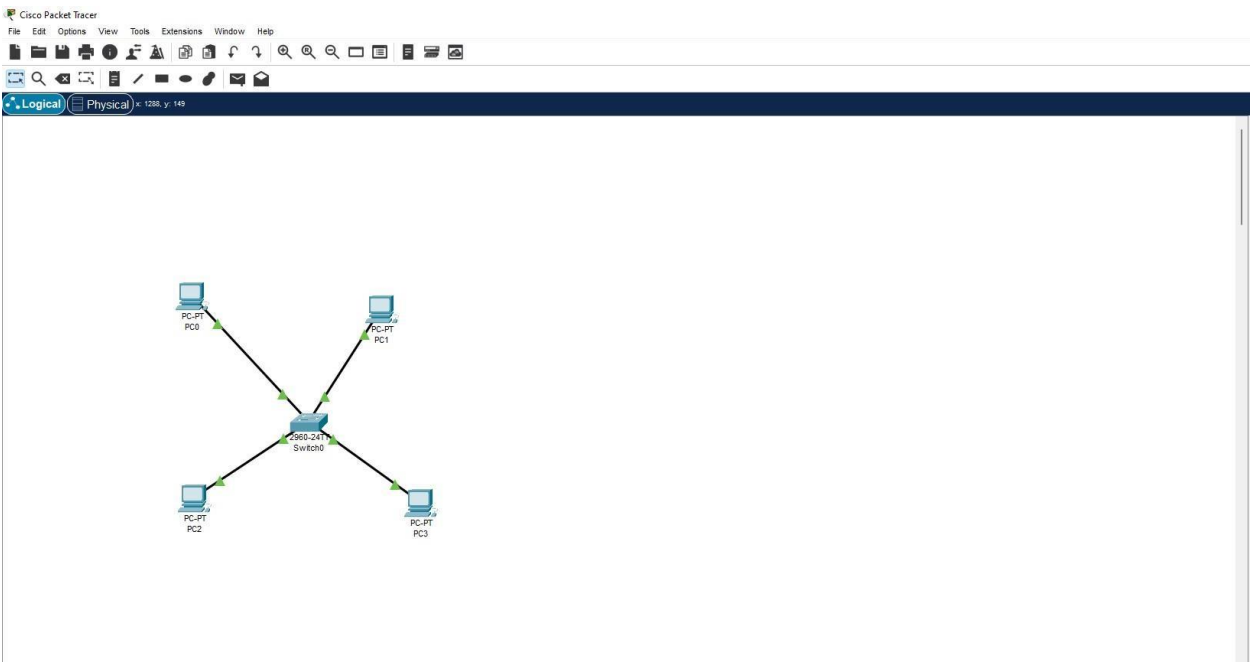 Cisco Packet Tracer
File Edit Options View Tools Extensions Window Help
Logical Physical x: 1288, y: 149
PC-PT
PC0
PC-PT
PC1
2960-24TT
Switch0
PC-PT
PC2
PC-PT
PC3